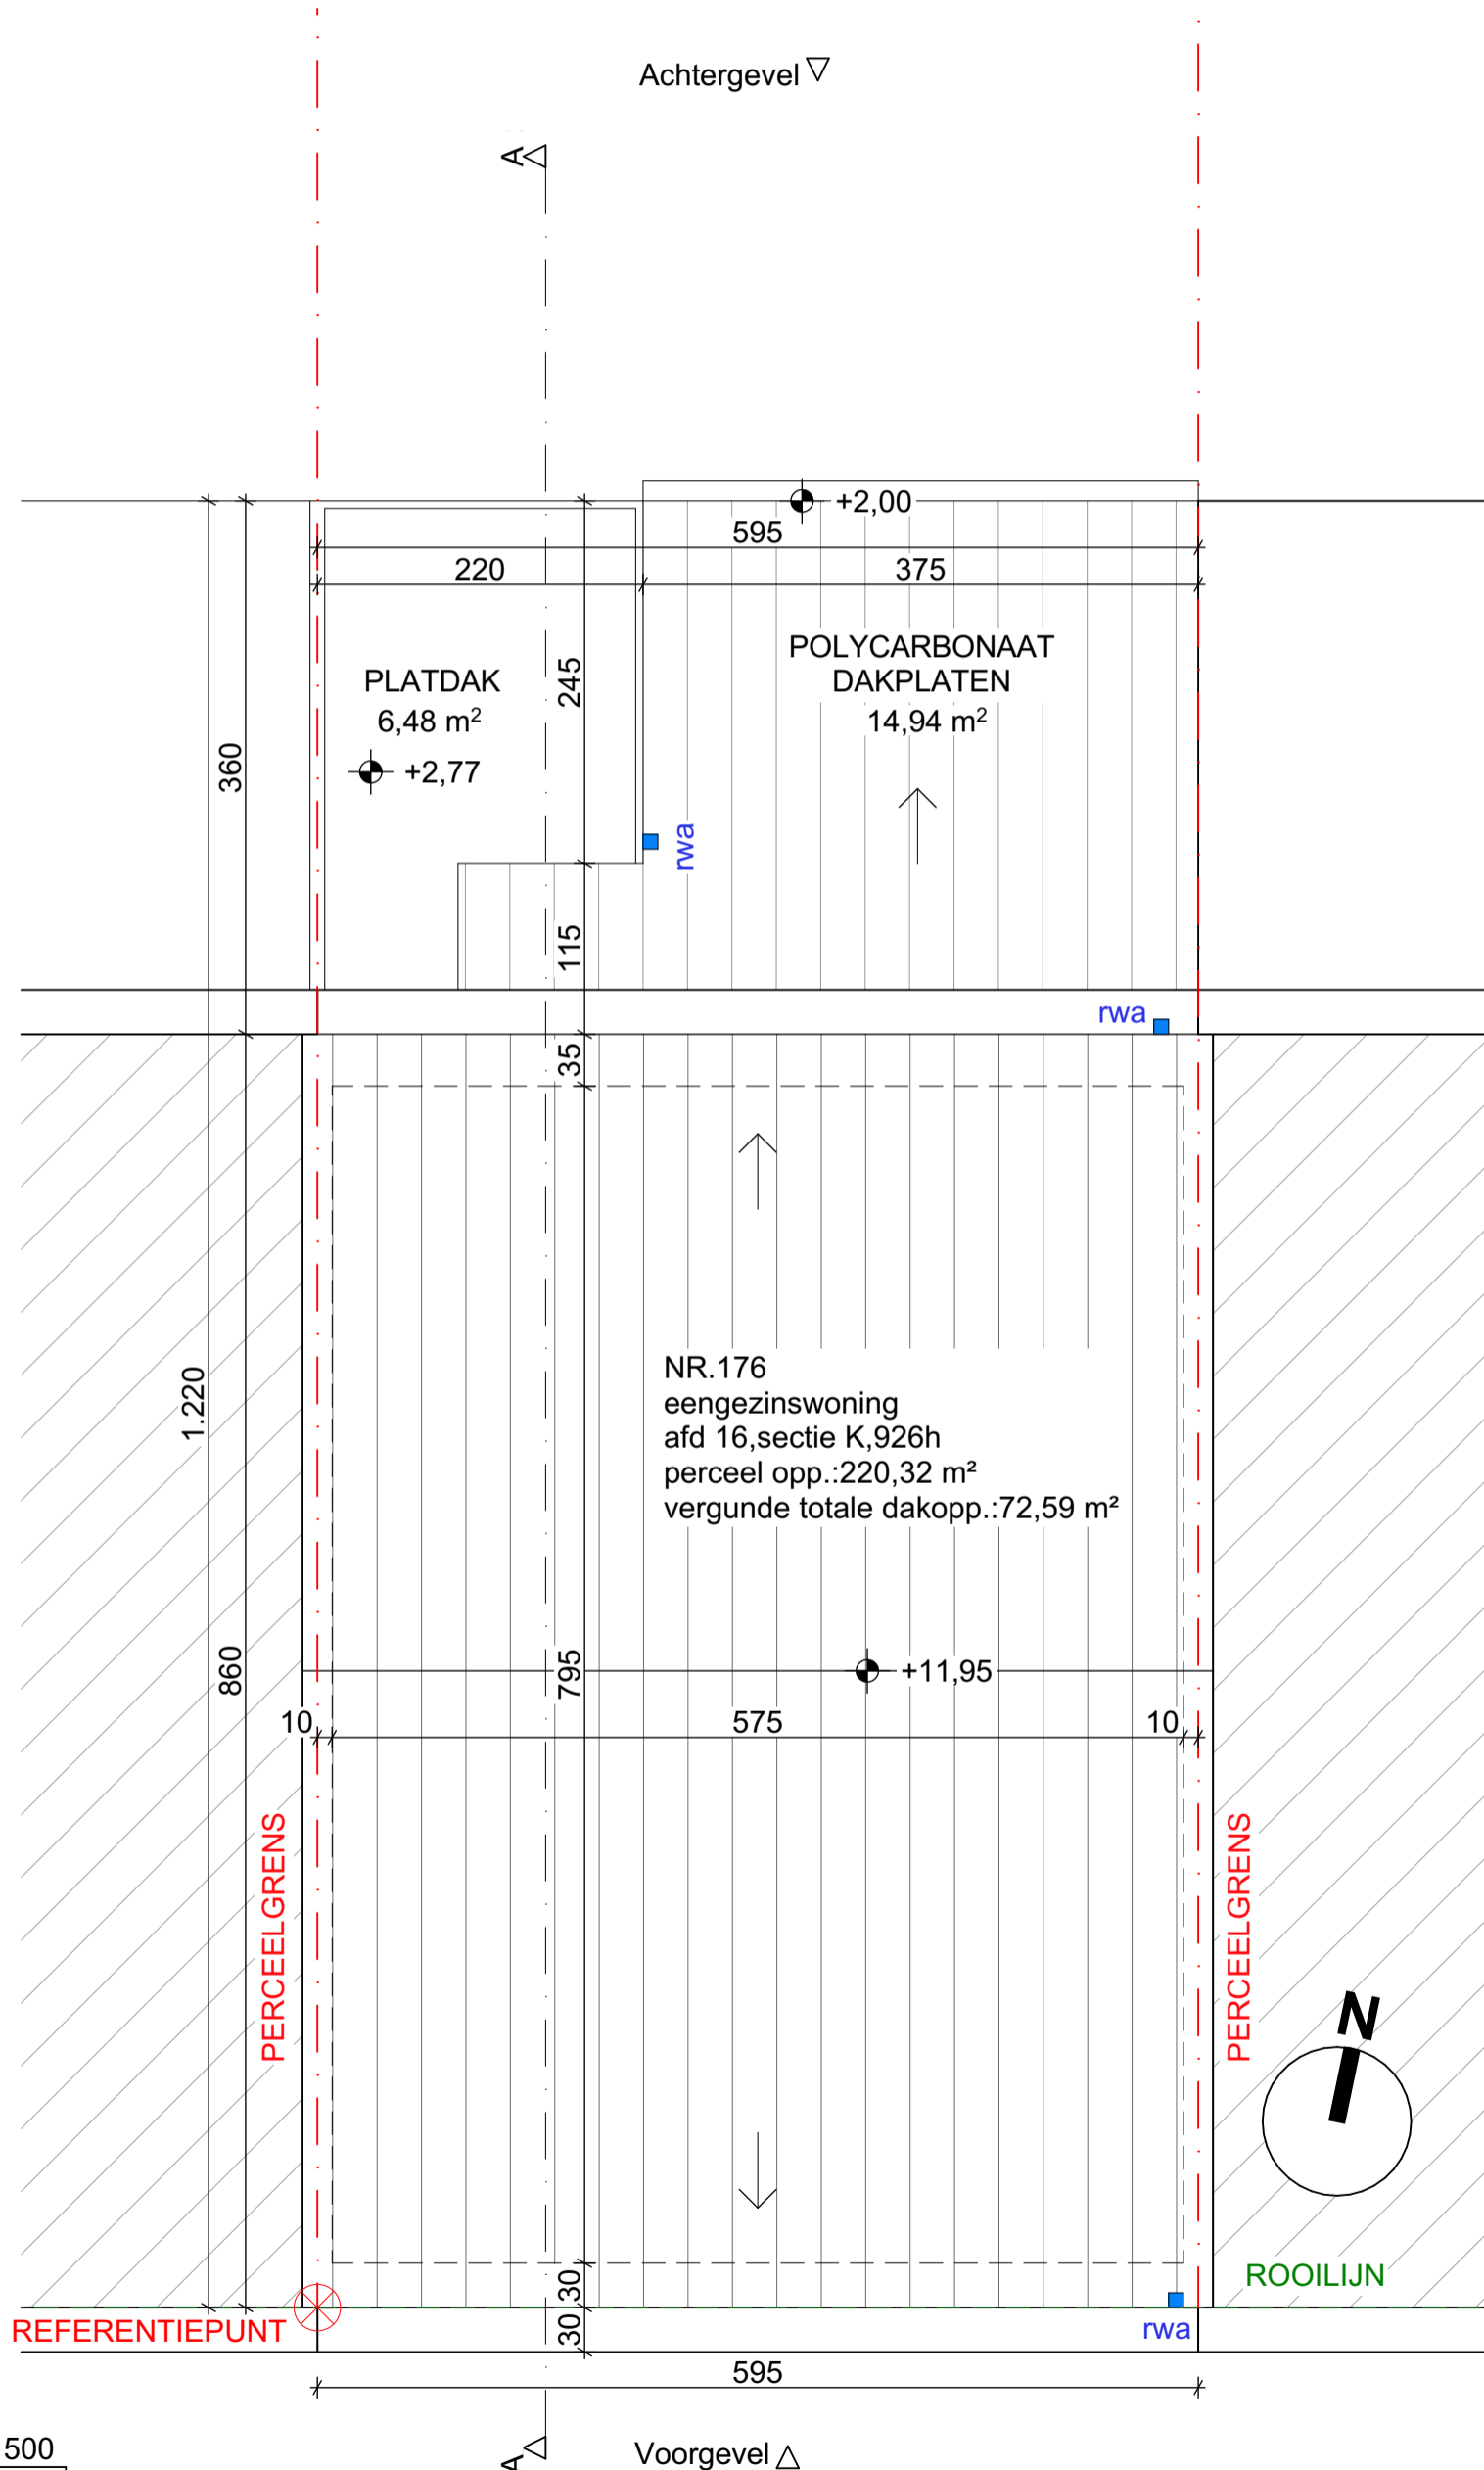 Achtergevel
A
+2,00
595
220
375
POLYCARBONAAT
DAKPLATEN
14,94 m²
PLATDAK
6,48 m²
+2,77
245
360
rwa
115
rwa
35
NR.176
eengezinswoning
afd 16,sectie K,926h
perceel opp.:220,32 m²
vergunde totale dakopp.:72,59 m²
1.220
860
795
+11,95
10
575
10
PERCEELGRENS
PERCEELGRENS
N
ROOILIJN
30
REFERENTIEPUNT
30
rwa
595
500
A
Voorgevel